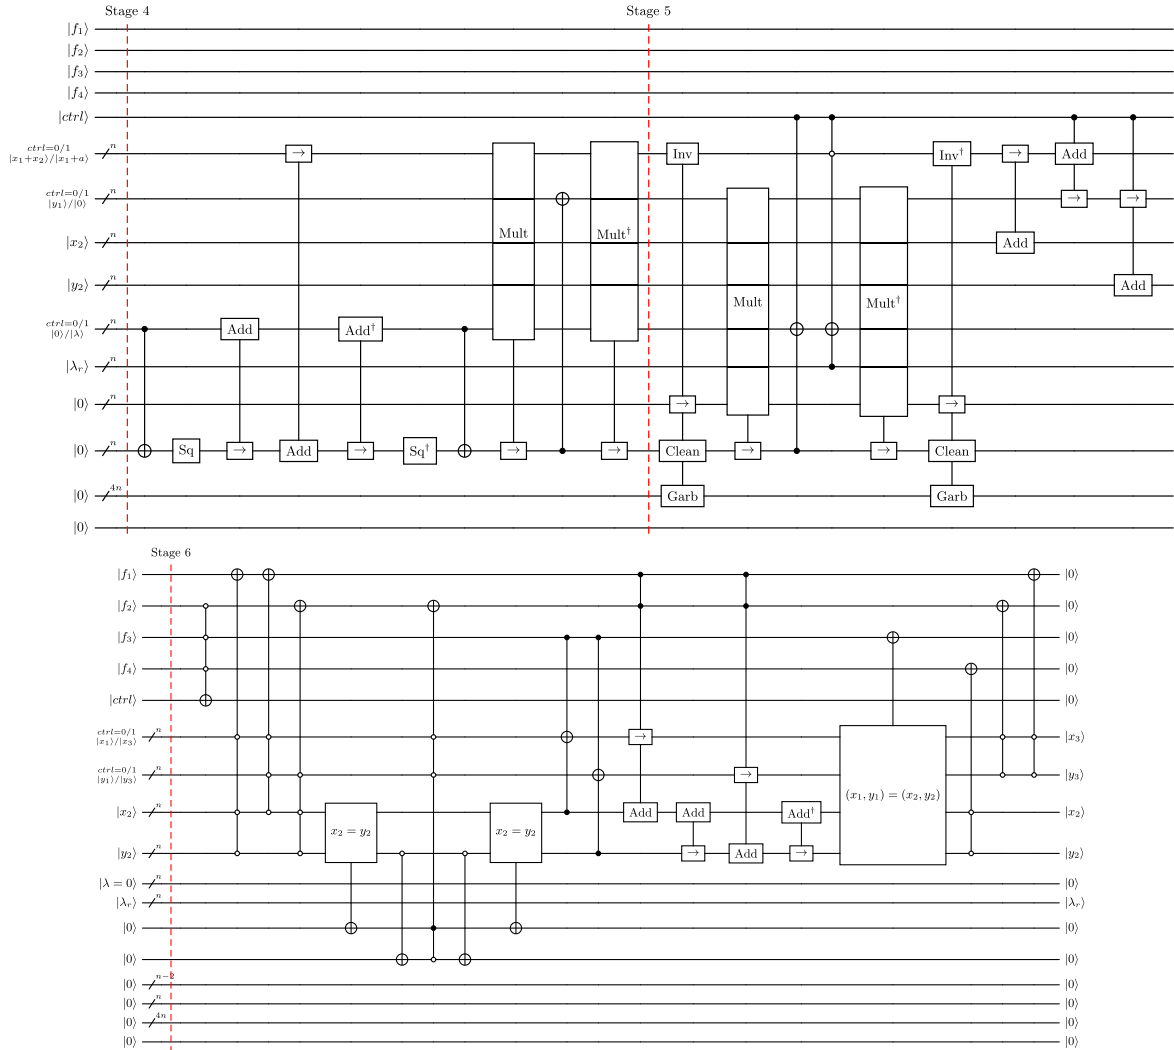 Stage 4 Stage 5
|f₁⟩
|f₂⟩
|f₃⟩
|f₄⟩
|ctrl⟩
ctrl=0/1
|x₁+x₂⟩/|x₁+a⟩ n → Inv Inv† → Add
ctrl=0/1
|y₁⟩/|0⟩ n → →
Mult Mult†
|x₂⟩ n Add
|y₂⟩ n Add
Mult Mult†
ctrl=0/1
|0⟩/|λ⟩ n Add Add†
|λᵣ⟩ n
|0⟩ n → →
|0⟩ n Sq → Add → Sq† → → Clean → → Clean
|0⟩ 4n Garb Garb
|0⟩
Stage 6
|f₁⟩ |0⟩
|f₂⟩ |0⟩
|f₃⟩ |0⟩
|f₄⟩ |0⟩
|ctrl⟩ |0⟩
ctrl=0/1
|x₁⟩/|x₃⟩ n → |x₃⟩
ctrl=0/1
|y₁⟩/|y₃⟩ n → |y₃⟩
(x₁, y₁) = (x₂, y₂)
|x₂⟩ n Add Add Add† |x₂⟩
x₂ = y₂ x₂ = y₂
|y₂⟩ n → Add → |y₂⟩
|λ = 0⟩ n |0⟩
|λᵣ⟩ n |λᵣ⟩
|0⟩ |0⟩
|0⟩ |0⟩
|0⟩ n−2 |0⟩
|0⟩ n |0⟩
|0⟩ 4n |0⟩
|0⟩ |0⟩